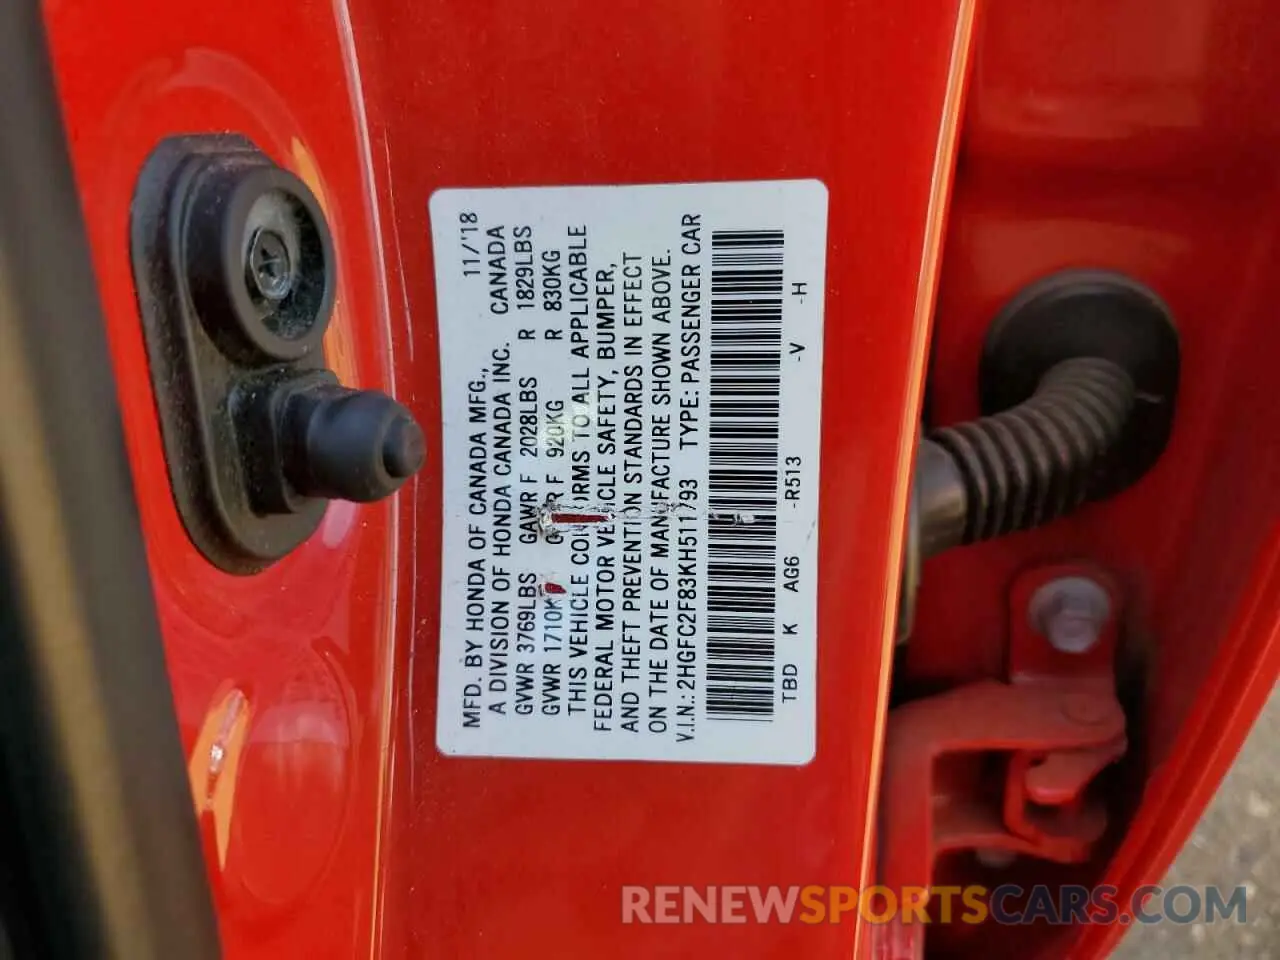 MFD. BY HONDA OF CANADA MFG., 11/'18
A DIVISION OF HONDA CANADA INC. CANADA
GVWR 3769LBS GAWR F 2028LBS R 1829LBS
GVWR 1710K R F 920KG R 830KG
THIS VEHICLE CONFORMS TO ALL APPLICABLE
FEDERAL MOTOR VEHICLE SAFETY, BUMPER,
AND THEFT PREVENTION STANDARDS IN EFFECT
ON THE DATE OF MANUFACTURE SHOWN ABOVE.
V.I.N.: 2HGFC2F83KH511793 TYPE: PASSENGER CAR
TBD K AG6 -R513 -V -H
RENEWSPORTSCARS.COM